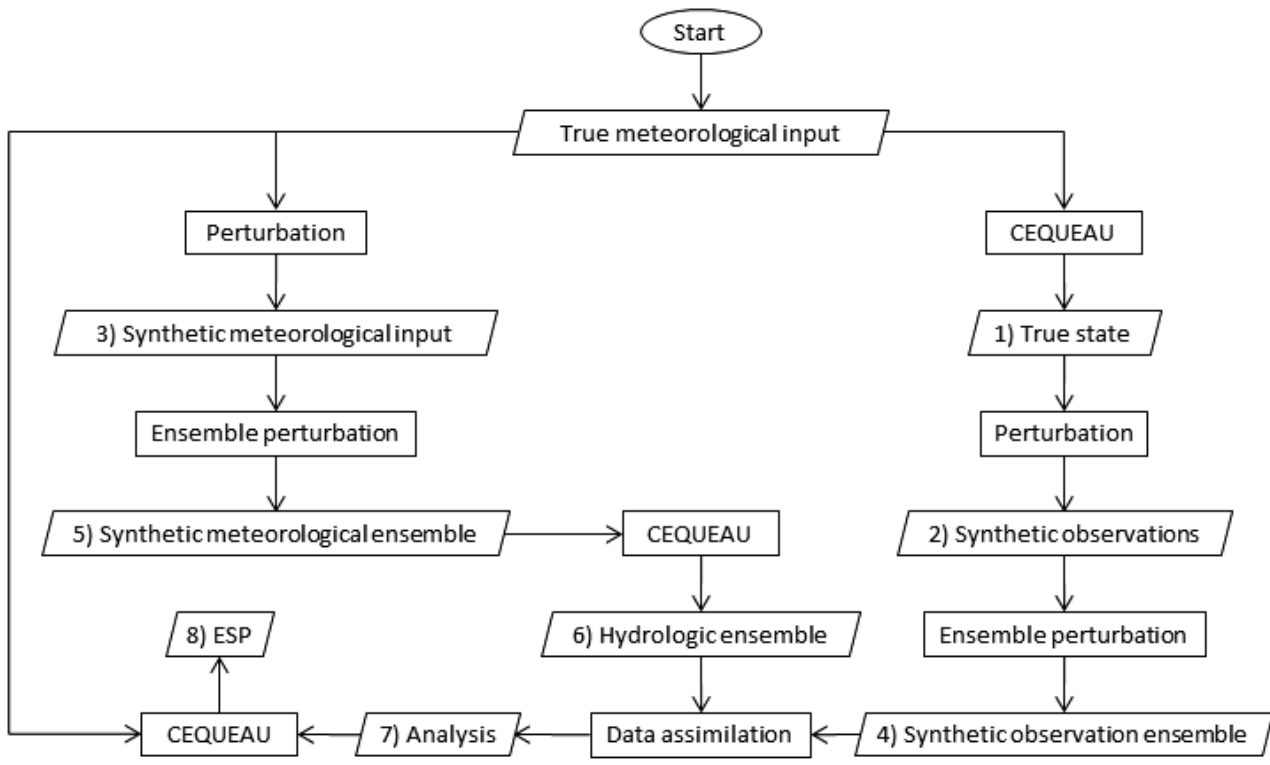 Start
True meteorological input
Perturbation
CEQUEAU
3) Synthetic meteorological input
1) True state
Ensemble perturbation
Perturbation
5) Synthetic meteorological ensemble
CEQUEAU
2) Synthetic observations
8) ESP
6) Hydrologic ensemble
Ensemble perturbation
CEQUEAU
7) Analysis
Data assimilation
4) Synthetic observation ensemble